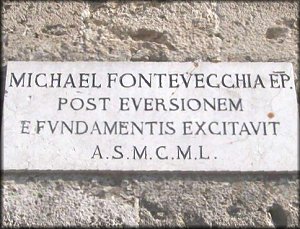 MICHAEL FONTEVECCHIA EP.
POST EVERSIONEM
E FVNDAMENTIS EXCITAVIT
A.S.M.C.M.L.